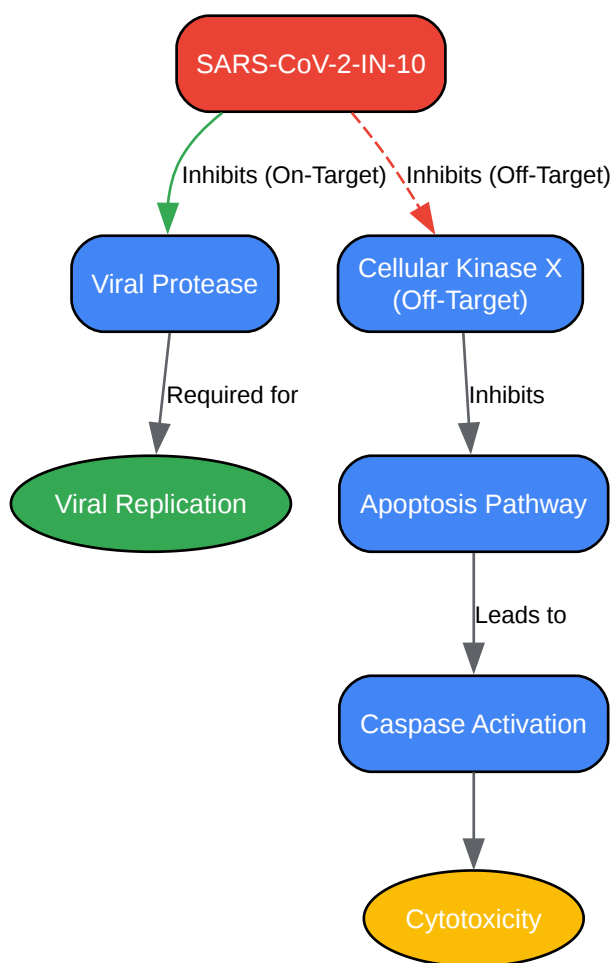 SARS-CoV-2-IN-10
Inhibits (On-Target)
Inhibits (Off-Target)
Viral Protease
Cellular Kinase X
(Off-Target)
Required for
Inhibits
Viral Replication
Apoptosis Pathway
Leads to
Caspase Activation
Cytotoxicity